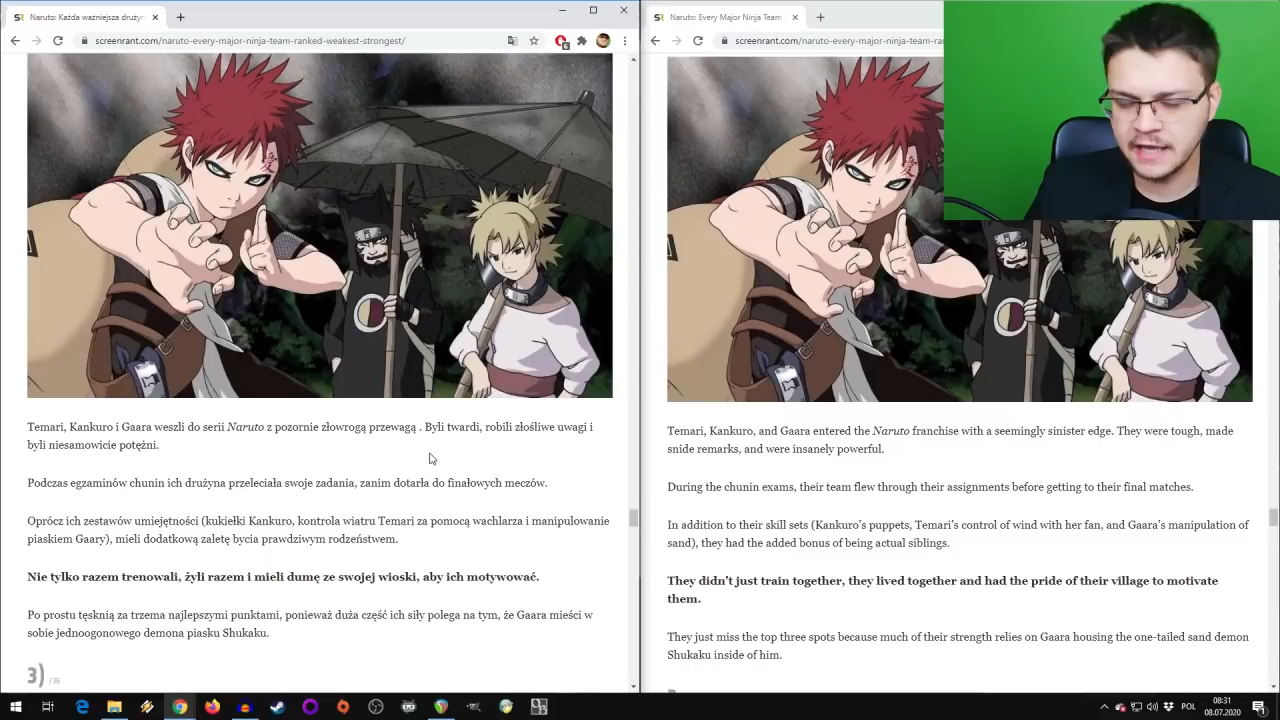 Naruto: Każda ważniejsza drużyn
screenrant.com/naruto-every-major-ninja-team-ranked-weakest-strongest/
Temari, Kankuro i Gaara weszli do serii Naruto z pozornie złowrogą przewagą . Byli twardzi, robili złośliwe uwagi i
byli niesamowicie potężni.
Podczas egzaminów chunin ich drużyna przeleciała swoje zadania, zanim dotarła do finałowych meczów.
Oprócz ich zestawów umiejętności (kukiełki Kankuro, kontrola wiatru Temari za pomocą wachlarza i manipulowanie
piaskiem Gaary), mieli dodatkową zaletę bycia prawdziwym rodzeństwem.
Nie tylko razem trenowali, żyli razem i mieli dumę ze swojej wioski, aby ich motywować.
Po prostu tęsknią za trzema najlepszymi punktami, ponieważ duża część ich siły polega na tym, że Gaara mieści w
sobie jednoogonowego demona piasku Shukaku.
3) / 26
Naruto: Every Major Ninja Team
screenrant.com/naruto-every-major-ninja-team-ra
Temari, Kankuro, and Gaara entered the Naruto franchise with a seemingly sinister edge. They were tough, made
snide remarks, and were insanely powerful.
During the chunin exams, their team flew through their assignments before getting to their final matches.
In addition to their skill sets (Kankuro’s puppets, Temari’s control of wind with her fan, and Gaara’s manipulation of
sand), they had the added bonus of being actual siblings.
They didn’t just train together, they lived together and had the pride of their village to motivate
them.
They just miss the top three spots because much of their strength relies on Gaara housing the one-tailed sand demon
Shukaku inside of him.
POL
08:31
08.07.2020